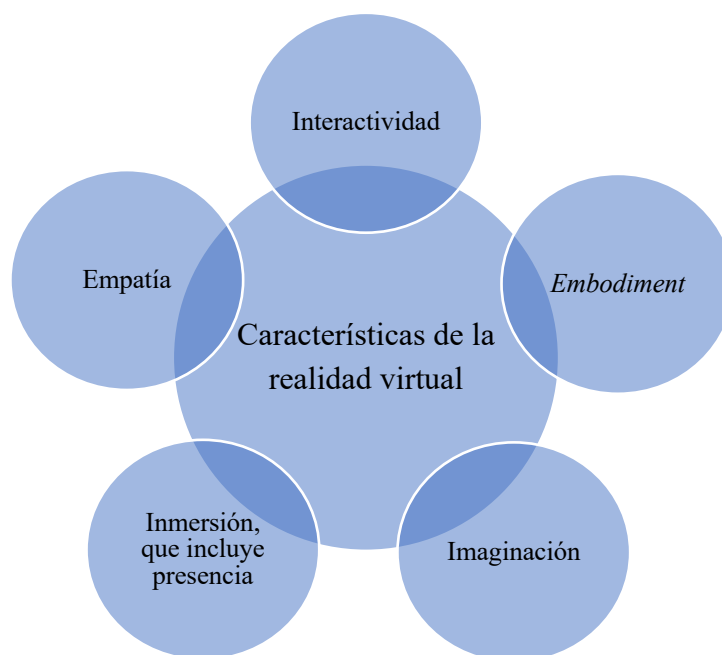 Interactividad
Empatía
Embodiment
Características de la
realidad virtual
Inmersión,
que incluye
presencia
Imaginación